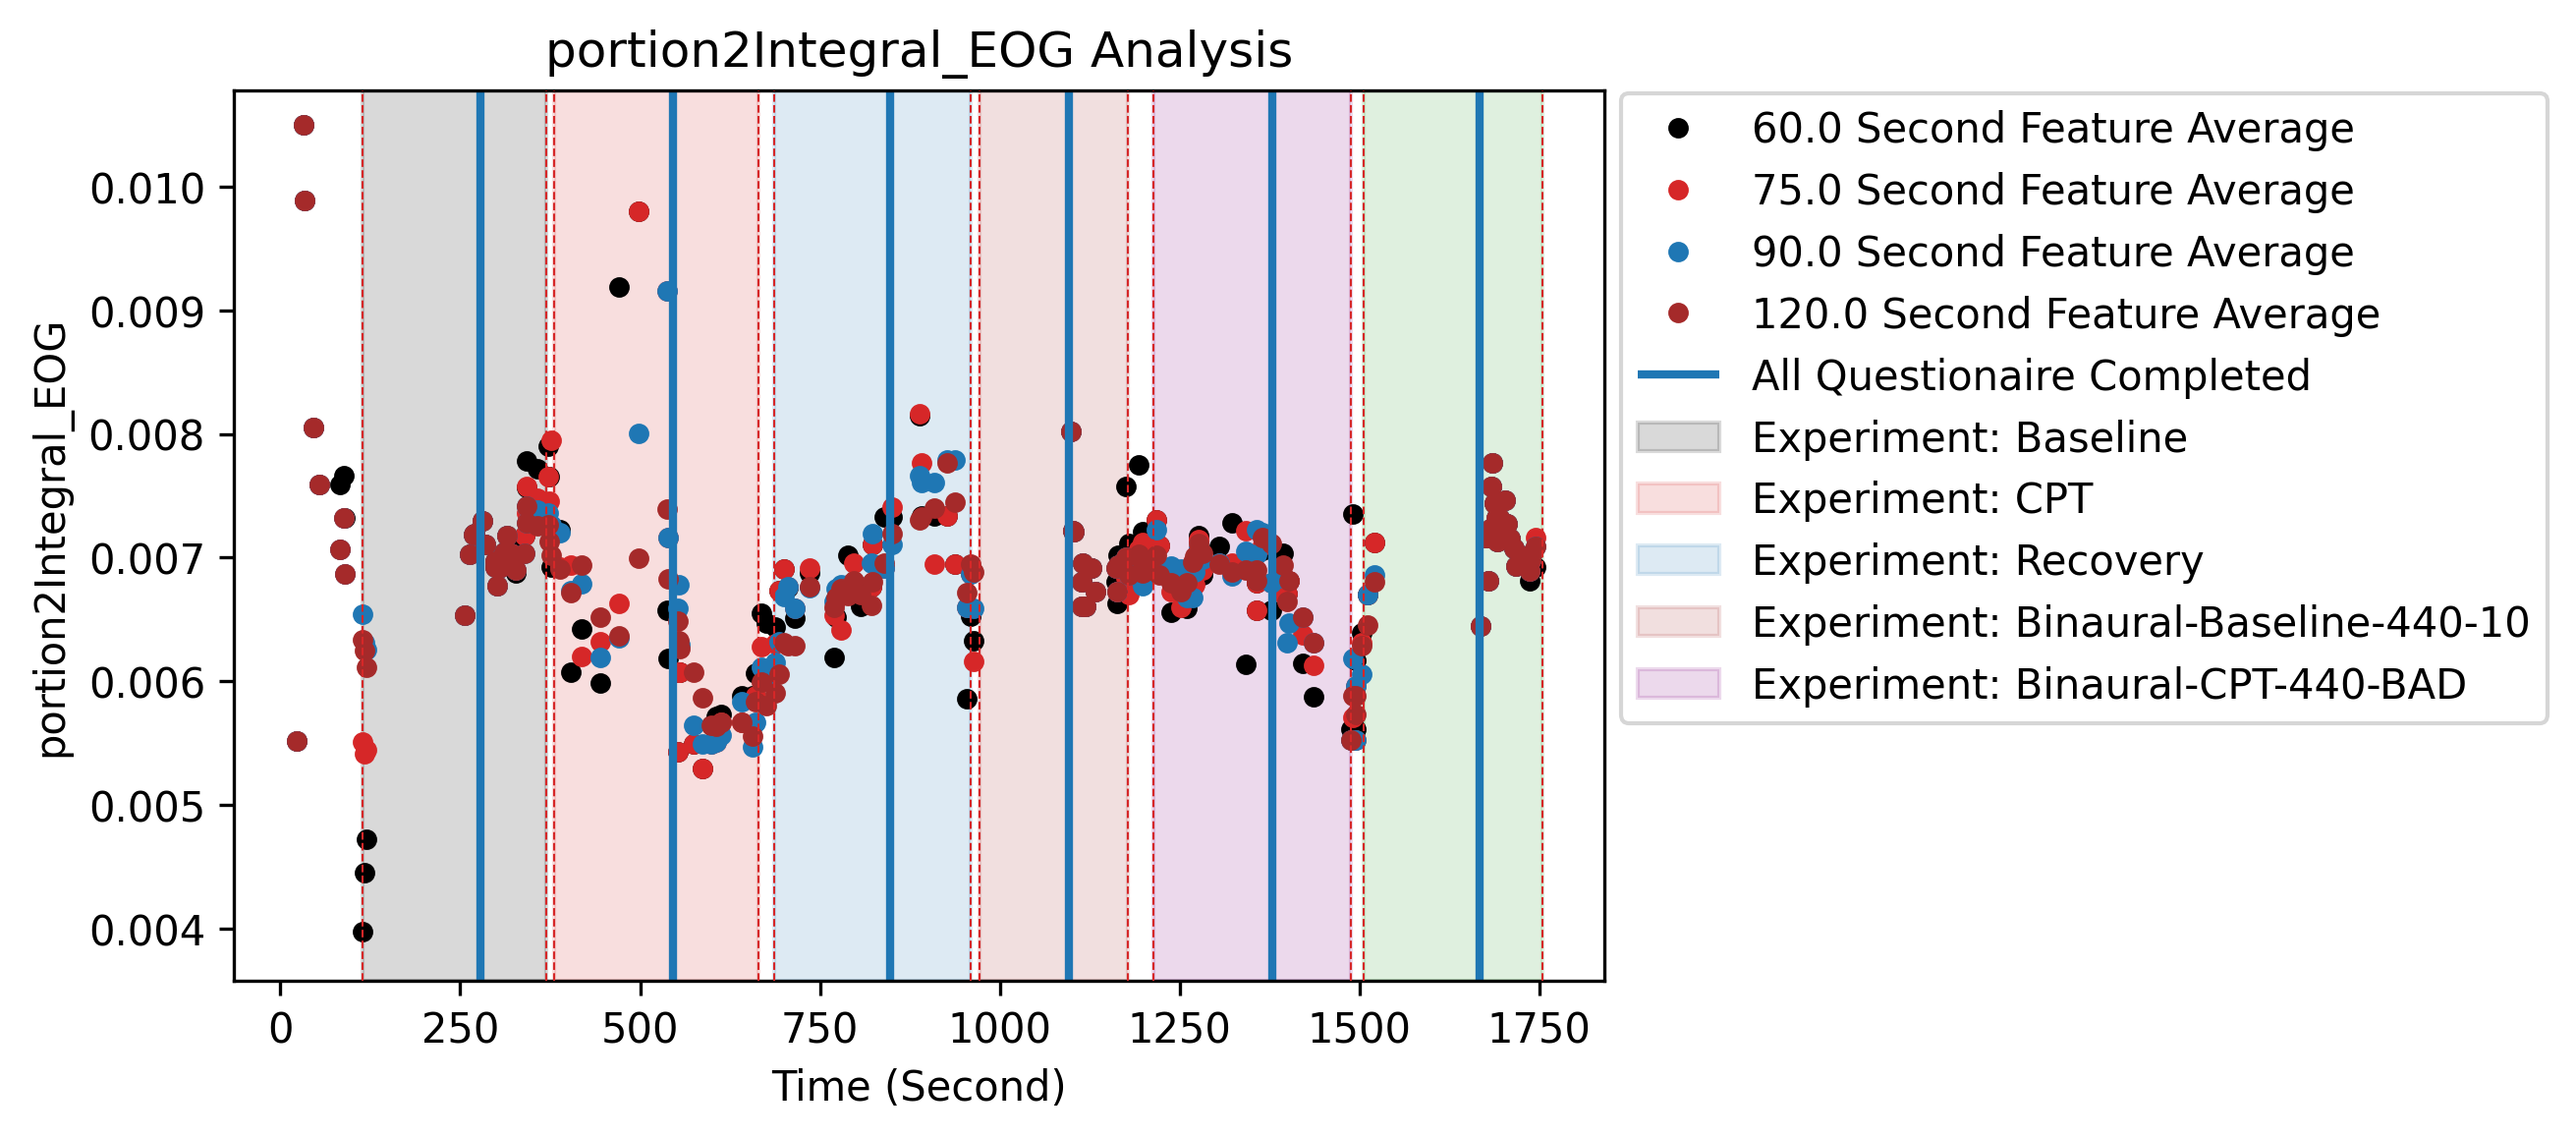 portion2Integral_EOG Analysis
portion2Integral_EOG
0.010
0.009
0.008
0.007
0.006
0.005
0.004
0 250 500 750 1000 1250 1500 1750
Time (Second)
60.0 Second Feature Average
75.0 Second Feature Average
90.0 Second Feature Average
120.0 Second Feature Average
All Questionaire Completed
Experiment: Baseline
Experiment: CPT
Experiment: Recovery
Experiment: Binaural-Baseline-440-10
Experiment: Binaural-CPT-440-BAD